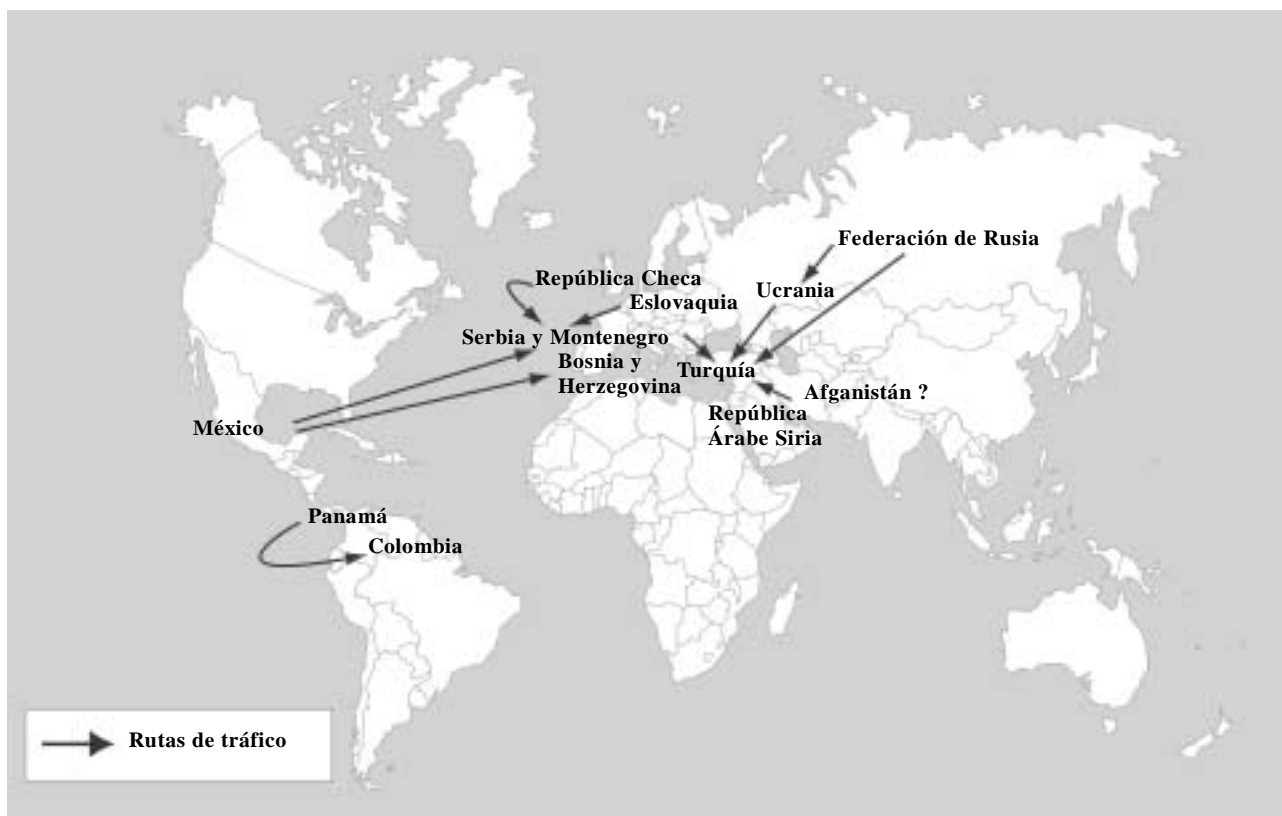 Federación de Rusia
República Checa
Eslovaquia
Ucrania
Serbia y Montenegro
Bosnia y
Herzegovina
Turquía
Afganistán ?
República
Árabe Siria
México
Panamá
Colombia
Rutas de tráfico